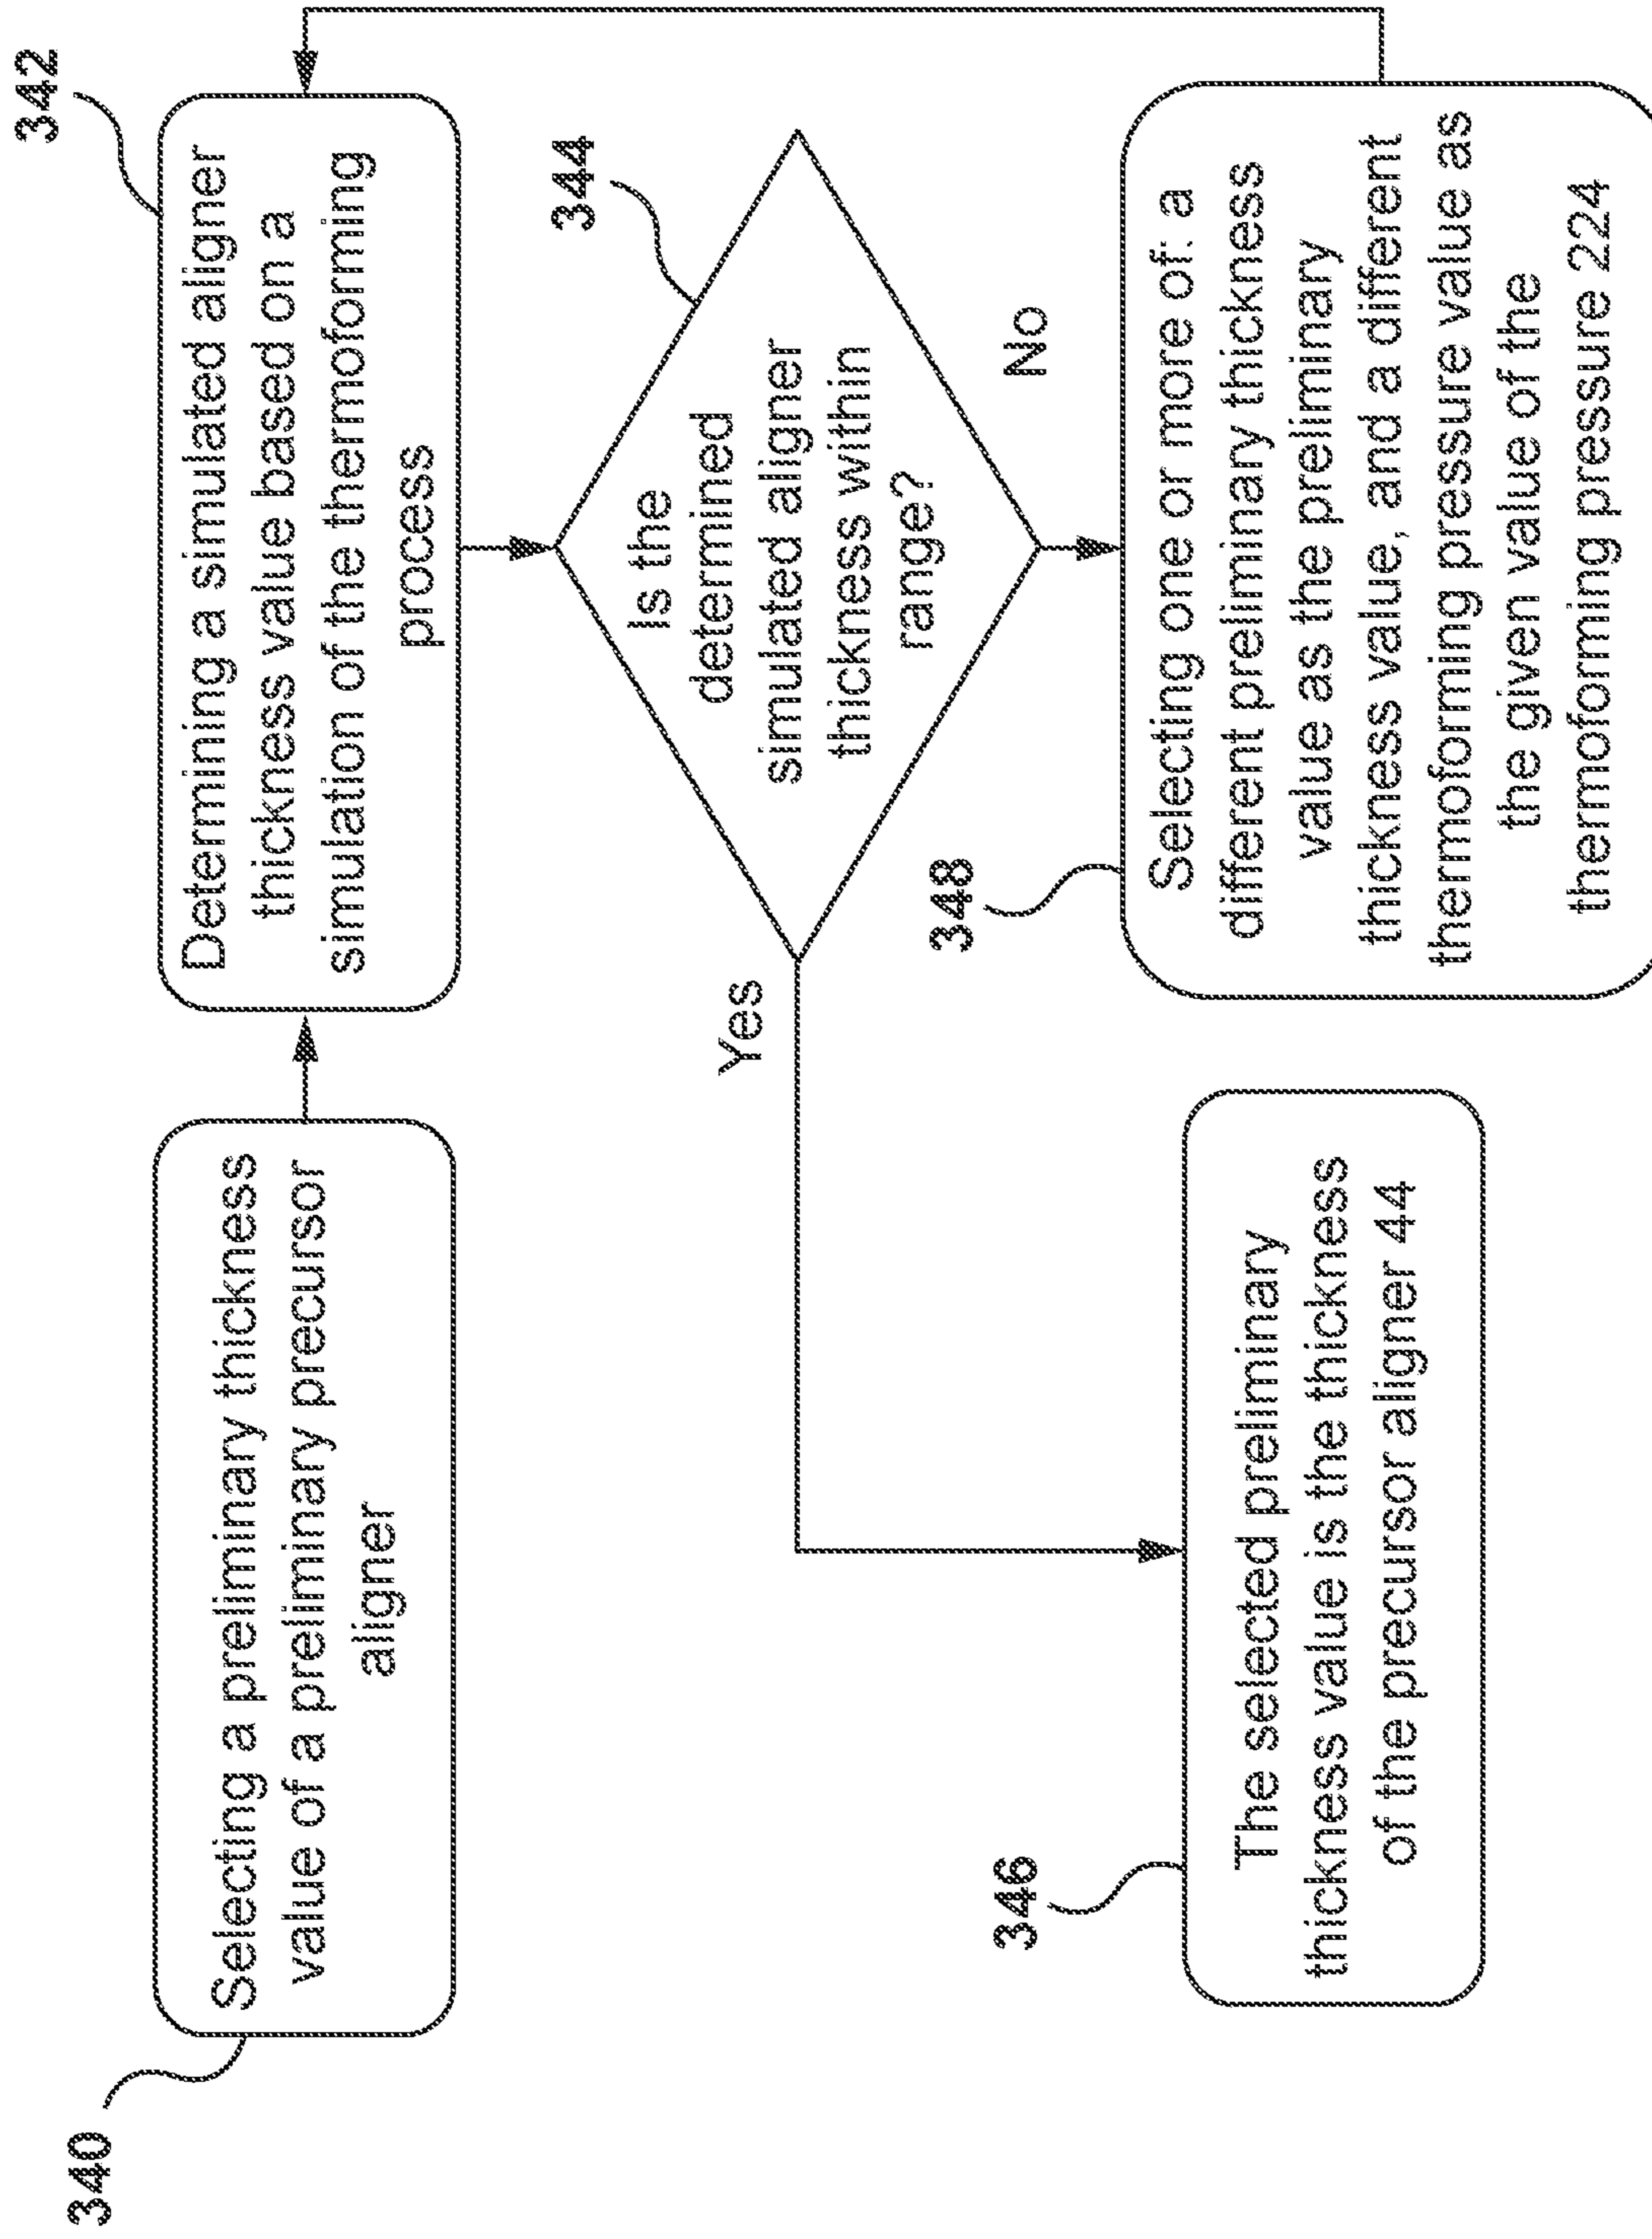 340
Selecting a preliminary thickness
value of a preliminary precursor
aligner
342
Determining a simulated aligner
thickness value based on a
simulation of the thermoforming
process
344
Is the
determined
simulated aligner
thickness within
range?
Yes
No
346
The selected preliminary
thickness value is the thickness
of the precursor aligner 44
348
Selecting one or more of: a
different preliminary thickness
value as the preliminary
thickness value, and a different
thermoforming pressure value as
the given value of the
thermoforming pressure 224